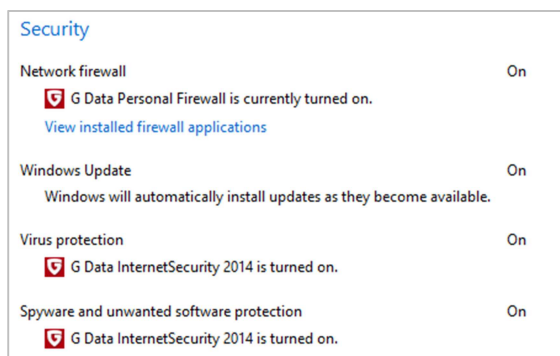 Security
Network firewall On
G Data Personal Firewall is currently turned on.
View installed firewall applications
Windows Update On
Windows will automatically install updates as they become available.
Virus protection On
G Data InternetSecurity 2014 is turned on.
Spyware and unwanted software protection On
G Data InternetSecurity 2014 is turned on.